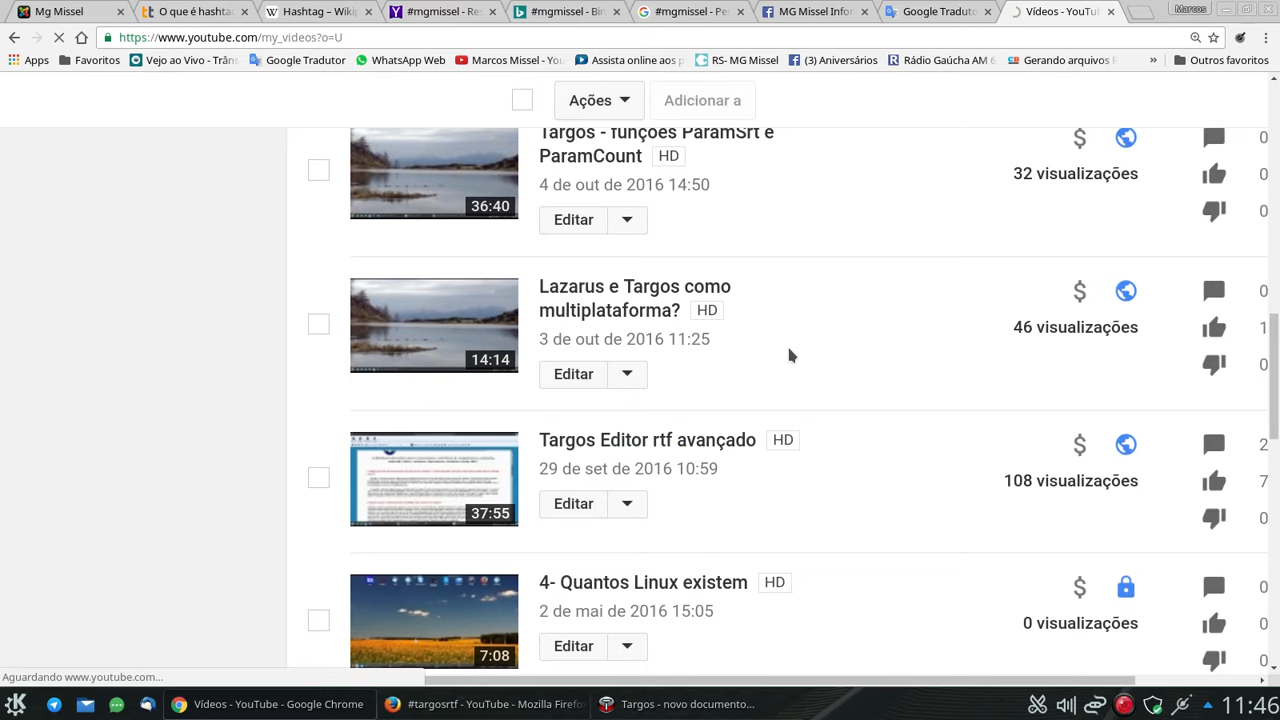 Mg Missel
O que é hashta
Hashtag – Wiki
#mgmissel - Res
#mgmissel - Bin
#mgmissel - Pe
MG Missel Infor
Google Traduto
Vídeos - YouTu
Marcos
https://www.youtube.com/my_videos?o=U
Apps
Favoritos
Vejo ao Vivo - Trâns
Google Tradutor
WhatsApp Web
Marcos Missel - You
Assista online aos p
RS- MG Missel
(3) Aniversários
Rádio Gaúcha AM 6
Gerando arquivos
»
Outros favoritos
Ações
Adicionar a
Targos - funções ParamSrt e
ParamCount HD
4 de out de 2016 14:50
Editar
36:40
32 visualizações
0
0
0
Lazarus e Targos como
multiplataforma? HD
3 de out de 2016 11:25
Editar
14:14
46 visualizações
0
1
0
Targos Editor rtf avançado HD
29 de set de 2016 10:59
Editar
37:55
108 visualizações
2
7
0
4- Quantos Linux existem HD
2 de mai de 2016 15:05
Editar
7:08
0 visualizações
0
0
0
Aguardando www.youtube.com...
Vídeos - YouTube - Google Chrome
#targosrtf - YouTube - Mozilla Firefo
Targos - novo documento...
11:46